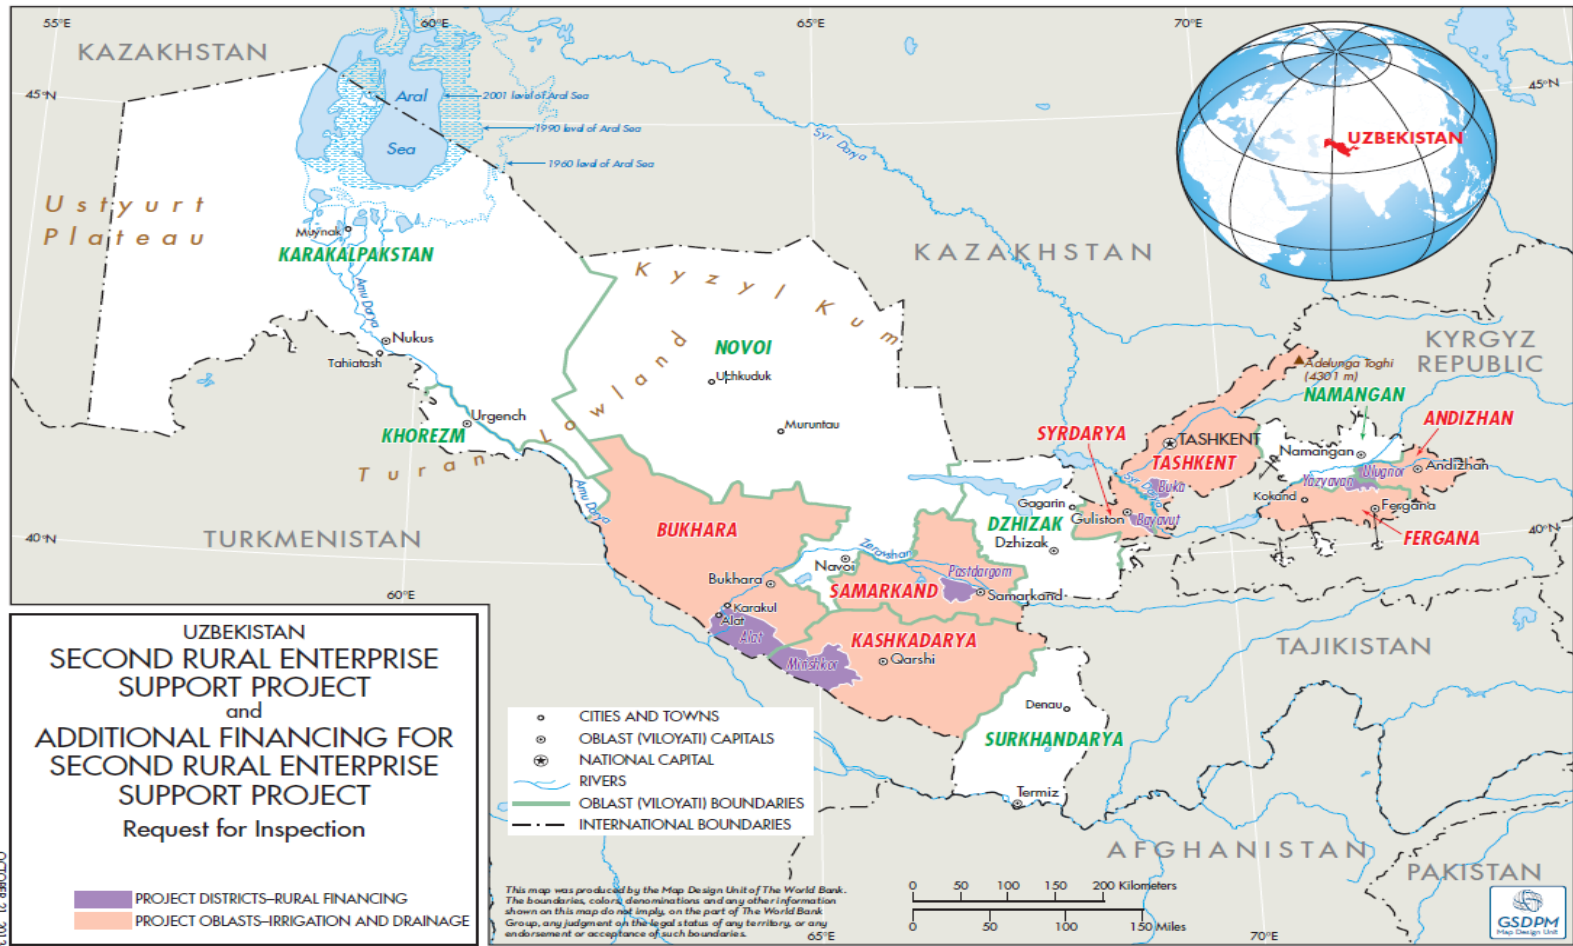 55°E
60°E
65°E
70°E
KAZAKHSTAN
45°N
45°N
Aral
Sea
2001 level of Aral Sea
1990 level of Aral Sea
1960 level of Aral Sea
Syr Darya
UZBEKISTAN
Ustyurt
Plateau
Muynak
KARAKALPAKSTAN
KAZAKHSTAN
Kyzyl Kum
Amu Darya
Nukus
Tahiatash
NOVOI
Uchkuduk
KYRGYZ
REPUBLIC
Adelunga Toghi
(4301 m)
NAMANGAN
ANDIZHAN
Urgench
KHOREZM
Turan Lowland
Muruntau
SYRDARYA
TASHKENT
TASHKENT
Namangan
Ulugnor
Andizhan
Yazyavan
Buka
Syr Darya
Kokand
Fergana
FERGANA
Amu Darya
Gagarin
Guliston
Bayavut
BUKHARA
DZHIZAK
Dzhizak
40°N
40°N
TURKMENISTAN
Zeravshan
Navoi
Pastdargom
Bukhara
SAMARKAND
Samarkand
60°E
Karakul
Alat
Alat
KASHKADARYA
Qarshi
Mirishkor
TAJIKISTAN
Denau
SURKHANDARYA
Termiz
AFGHANISTAN
PAKISTAN
UZBEKISTAN
SECOND RURAL ENTERPRISE
SUPPORT PROJECT
and
ADDITIONAL FINANCING FOR
SECOND RURAL ENTERPRISE
SUPPORT PROJECT
Request for Inspection
PROJECT DISTRICTS–RURAL FINANCING
PROJECT OBLASTS–IRRIGATION AND DRAINAGE
CITIES AND TOWNS
OBLAST (VILOYATI) CAPITALS
NATIONAL CAPITAL
RIVERS
OBLAST (VILOYATI) BOUNDARIES
INTERNATIONAL BOUNDARIES
This map was produced by the Map Design Unit of The World Bank.
The boundaries, colors, denominations and any other information
shown on this map do not imply, on the part of The World Bank
Group, any judgment on the legal status of any territory, or any
endorsement or acceptance of such boundaries.
0 50 100 150 200 Kilometers
0 50 100 150 Miles
65°E
70°E
GSDPM
Map Design Unit